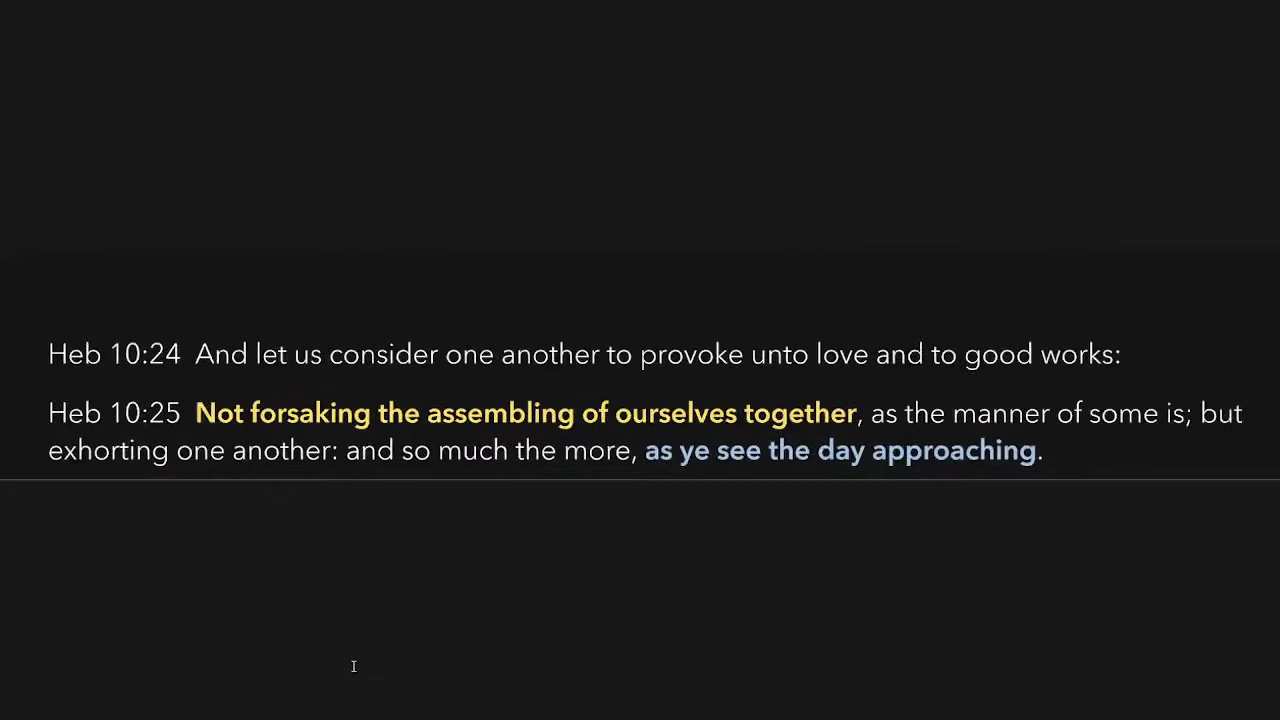 Heb 10:24 And let us consider one another to provoke unto love and to good works:
Heb 10:25 Not forsaking the assembling of ourselves together, as the manner of some is; but
exhorting one another: and so much the more, as ye see the day approaching.